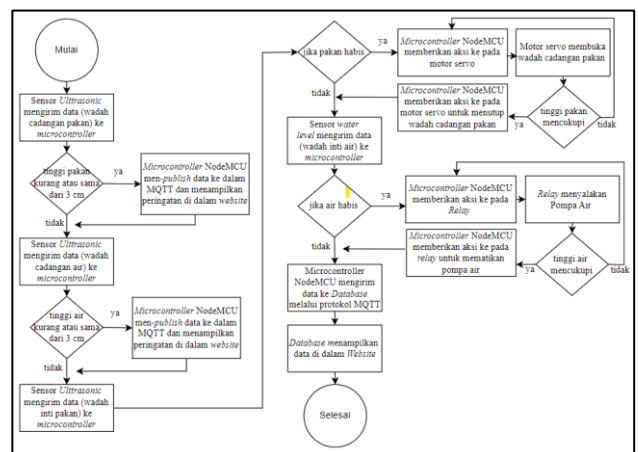 Mulai
Sensor Ulltrasonic
mengirim data (wadah
cadangan pakan) ke
microcontroller
tinggi pakan
kurang atau sama
dari 3 cm
ya
Microcontroller NodeMCU
men-publish data ke dalam
MQTT dan menampilkan
peringatan di dalam website
tidak
Sensor Ulltrasonic
mengirim data (wadah
cadangan air) ke
microcontroller
tinggi air
kurang atau sama
dari 3 cm
ya
Microcontroller NodeMCU
men-publish data ke dalam
MQTT dan menampilkan
peringatan di dalam website
tidak
Sensor Ulltrasonic
mengirim data (wadah
inti pakan) ke
microcontroller
jika pakan habis
ya
Microcontroller NodeMCU
memberikan aksi ke pada
motor servo
Motor servo membuka
wadah cadangan pakan
tinggi pakan
mencukupi
tidak
ya
Microcontroller NodeMCU
memberikan aksi ke pada
motor servo untuk menutup
wadah cadangan pakan
tidak
Sensor water
level mengirim data
(wadah inti air) ke
microcontroller
jika air habis
ya
Microcontroller NodeMCU
memberikan aksi ke pada
Relay
Relay menyalakan
Pompa Air
tinggi air
mencukupi
tidak
ya
Microcontroller NodeMCU
memberikan aksi ke pada
relay untuk mematikan
pompa air
tidak
Microcontroller
NodeMCU mengirim
data ke Database
melalui protokol MQTT
Database menampilkan
data di dalam Website
Selesai